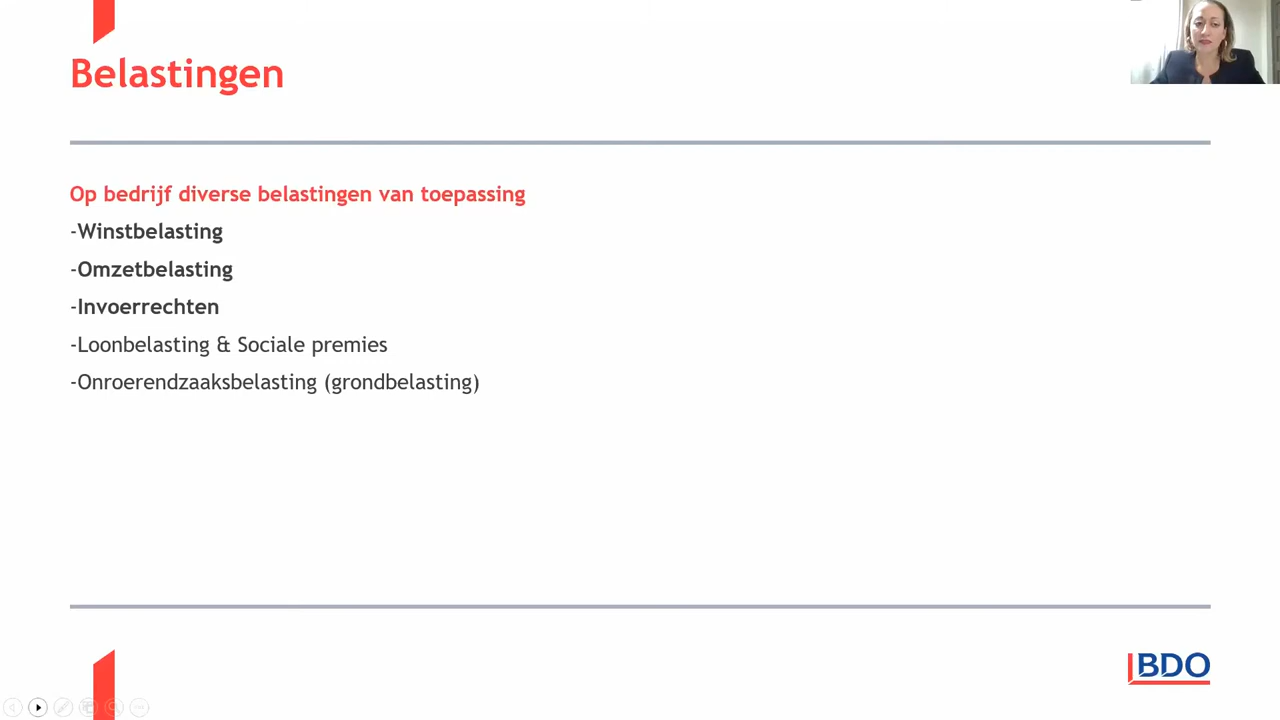 Belastingen
Op bedrijf diverse belastingen van toepassing
-Winstbelasting
-Omzetbelasting
-Invoerrechten
-Loonbelasting & Sociale premies
-Onroerendzaaksbelasting (grondbelasting)
BDO